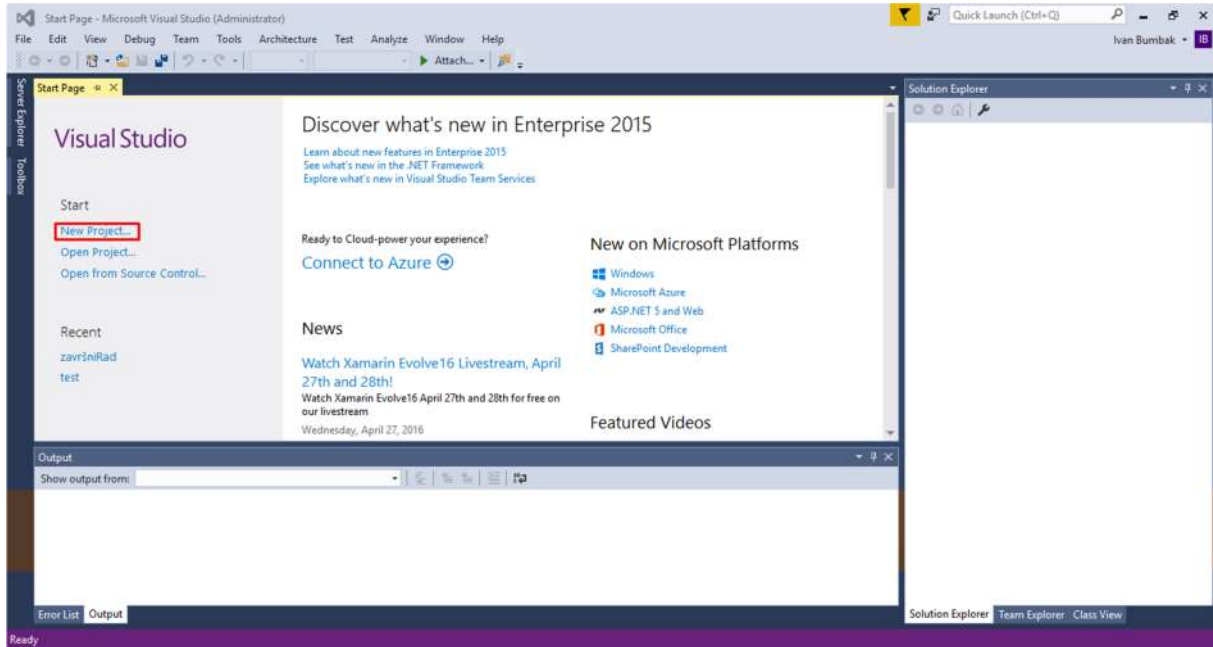 Start Page - Microsoft Visual Studio (Administrator)
Quick Launch (Ctrl+Q)
File Edit View Debug Team Tools Architecture Test Analyze Window Help
Ivan Bumbak IB
Attach...
Server Explorer
Toolbox
Start Page
Visual Studio
Start
New Project...
Open Project...
Open from Source Control...
Recent
završniRad
test
Discover what's new in Enterprise 2015
Learn about new features in Enterprise 2015
See what's new in the .NET Framework
Explore what's new in Visual Studio Team Services
Ready to Cloud-power your experience?
Connect to Azure
News
Watch Xamarin Evolve16 Livestream, April
27th and 28th!
Watch Xamarin Evolve16 April 27th and 28th for free on
our livestream
Wednesday, April 27, 2016
New on Microsoft Platforms
Windows
Microsoft Azure
ASP.NET 5 and Web
Microsoft Office
SharePoint Development
Featured Videos
Solution Explorer
Output
Show output from:
Error List Output
Solution Explorer Team Explorer Class View
Ready